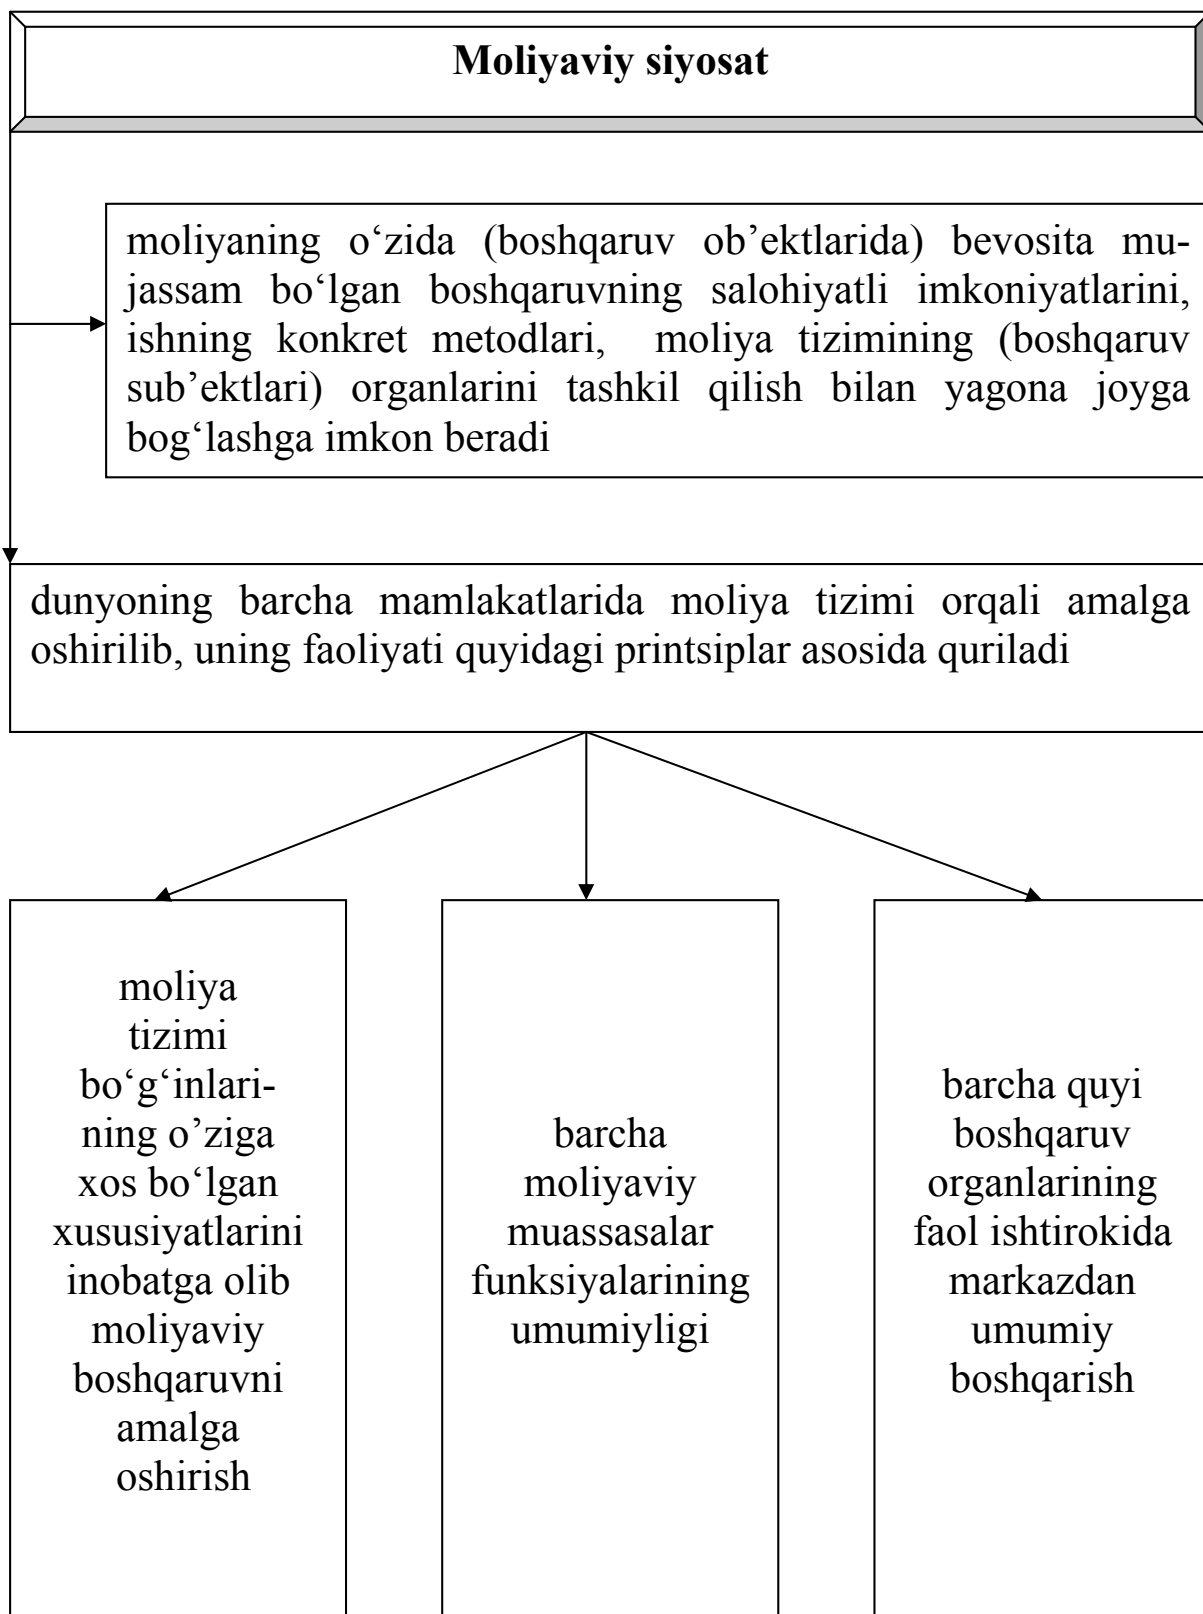 Moliyaviy siyosat
moliyaning o‘zida (boshqaruv ob’ektlarida) bevosita mu-
jassam bo‘lgan boshqaruvning salohiyatli imkoniyatlarini,
ishning konkret metodlari, moliya tizimining (boshqaruv
sub’ektlari) organlarini tashkil qilish bilan yagona joyga
bog‘lashga imkon beradi
dunyoning barcha mamlakatlarida moliya tizimi orqali amalga
oshirilib, uning faoliyati quyidagi printsiplar asosida quriladi
moliya
tizimi
bo‘g‘inlari-
ning o’ziga
xos bo‘lgan
xususiyatlarini
inobatga olib
moliyaviy
boshqaruvni
amalga
oshirish
barcha
moliyaviy
muassasalar
funksiyalarining
umumiyligi
barcha quyi
boshqaruv
organlarining
faol ishtirokida
markazdan
umumiy
boshqarish